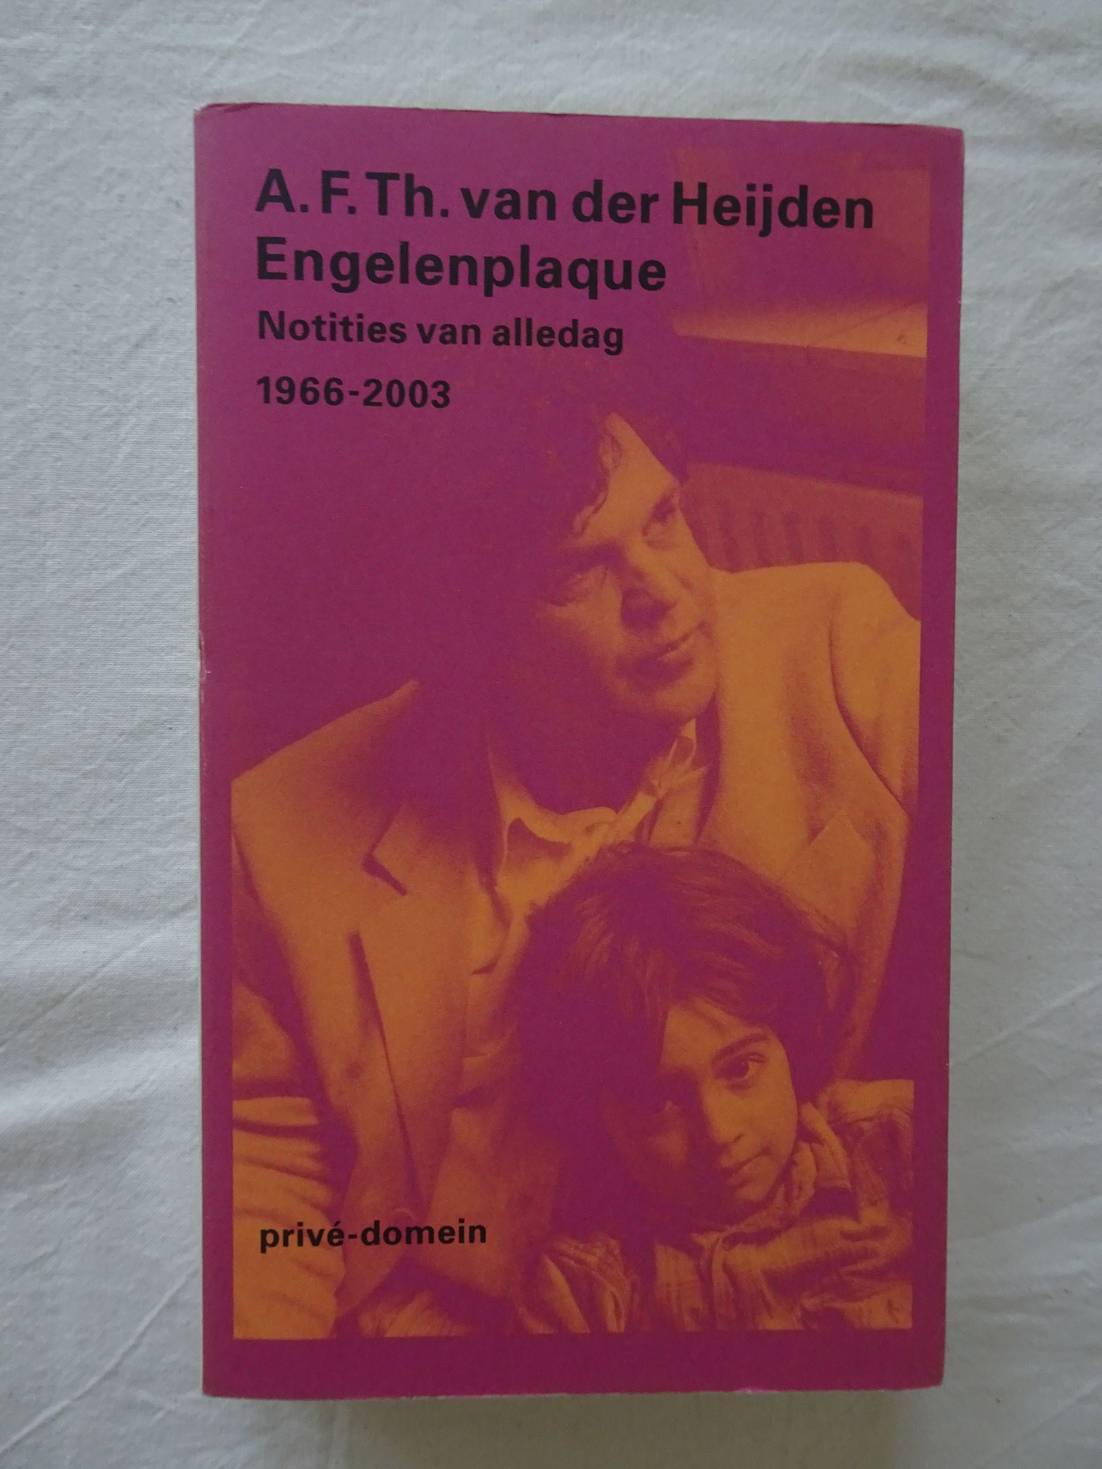 A.F.Th. van der Heijden
Engelenplaque
Notities van alledag
1966-2003
privé-domein